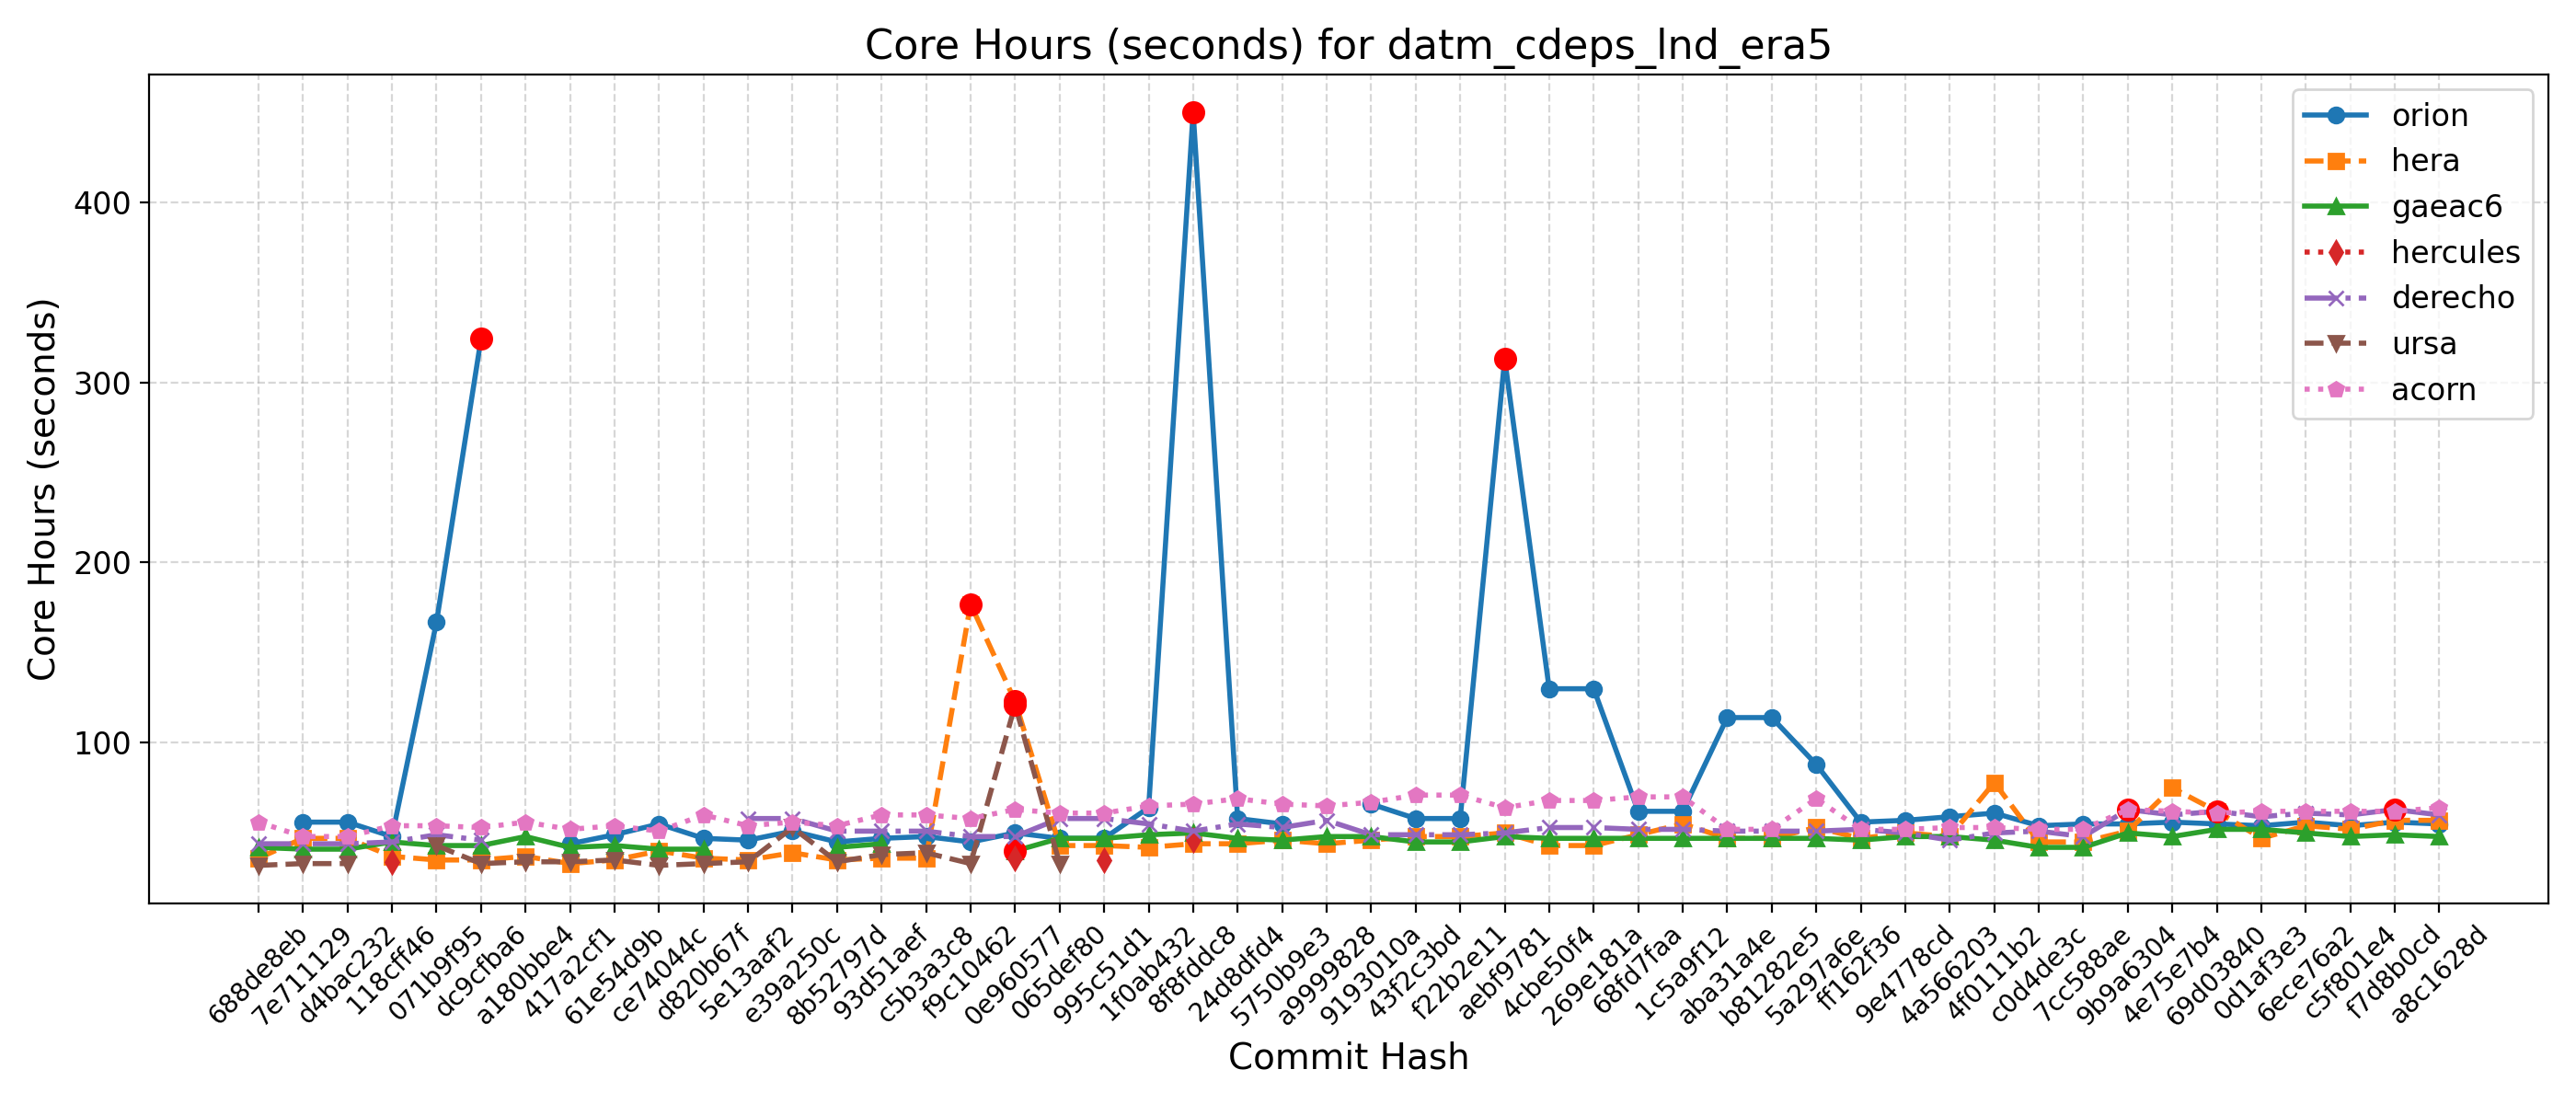 Core Hours (seconds) for datm_cdeps_lnd_era5
Core Hours (seconds)
400
300
200
100
orion
hera
gaeac6
hercules
derecho
ursa
acorn
688de8eb
7e711129
d4bac232
118cff46
071b9f95
dc9cfba6
a180bbe4
417a2cf1
61e54d9b
ce74044c
d820b67f
5e13aaf2
e39a250c
8b52797d
93d51aef
c5b3a3c8
f9c10462
0e960577
065def80
995c51d1
1f0ab432
8f8fddc8
24d8dfd4
5750b9e3
a9999828
9193010a
43f2c3bd
f22b2e11
aebf9781
4cbe50f4
269e181a
68fd7faa
1c5a9f12
aba31a4e
b81282e5
5a297a6e
ff162f36
9e4778cd
4a566203
4f0111b2
c0d4de3c
7cc588ae
9b9a6304
4e75e7b4
69d03840
0d1af3e3
6ece76a2
c5f801e4
f7d8b0cd
a8c1628d
Commit Hash